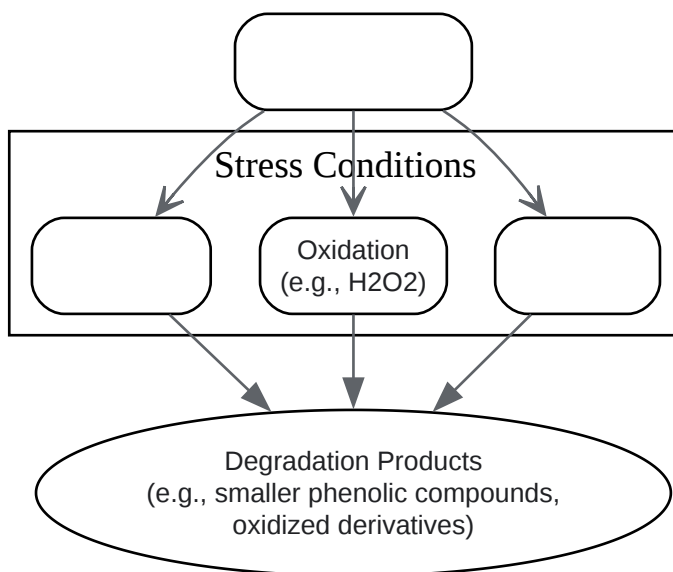 Stress Conditions
Oxidation
(e.g., H2O2)
Degradation Products
(e.g., smaller phenolic compounds,
oxidized derivatives)